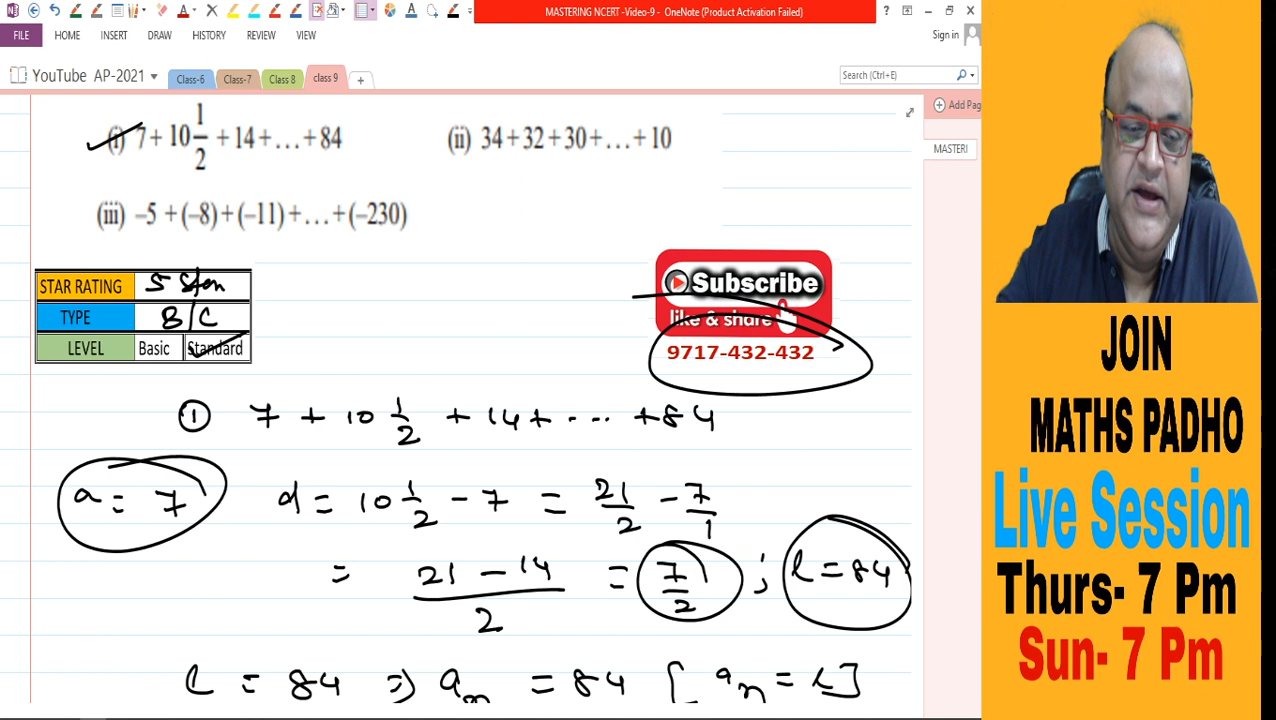 MASTERING NCERT -Video-9 - OneNote (Product Activation Failed)
FILE HOME INSERT DRAW HISTORY REVIEW VIEW
Sign in
YouTube AP-2021 Class-6 Class-7 Class 8 class 9
Search (Ctrl+E)
Add Pag
MASTERI
(i) 7 + 10 1/2 + 14 + … + 84
(ii) 34 + 32 + 30 + … + 10
(iii) –5 + (–8) + (–11) + … + (–230)
STAR RATING 5 Star
TYPE B/C
LEVEL Basic Standard
Subscribe
like & share
9717-432-432
① 7 + 10 1/2 + 14 + ... + 84
a = 7 d = 10 1/2 - 7 = 21/2 - 7/1
= (21 - 14)/2 = 7/2 ; l = 84
l = 84 ⇒ an = 84 [an = l]
JOIN
MATHS PADHO
Live Session
Thurs- 7 Pm
Sun- 7 Pm